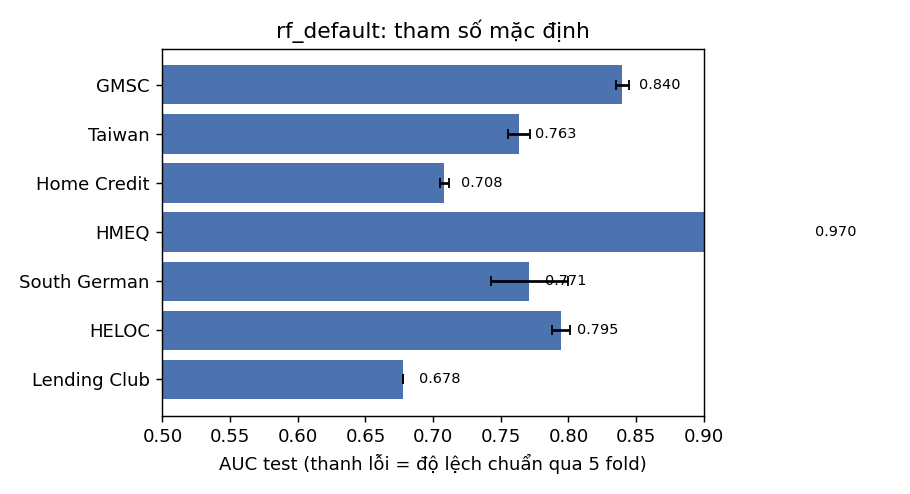 rf_default: tham số mặc định
GMSC 0.840
Taiwan 0.763
Home Credit 0.708
HMEQ 0.970
South German 0.771
HELOC 0.795
Lending Club 0.678
0.50 0.55 0.60 0.65 0.70 0.75 0.80 0.85 0.90
AUC test (thanh lỗi = độ lệch chuẩn qua 5 fold)